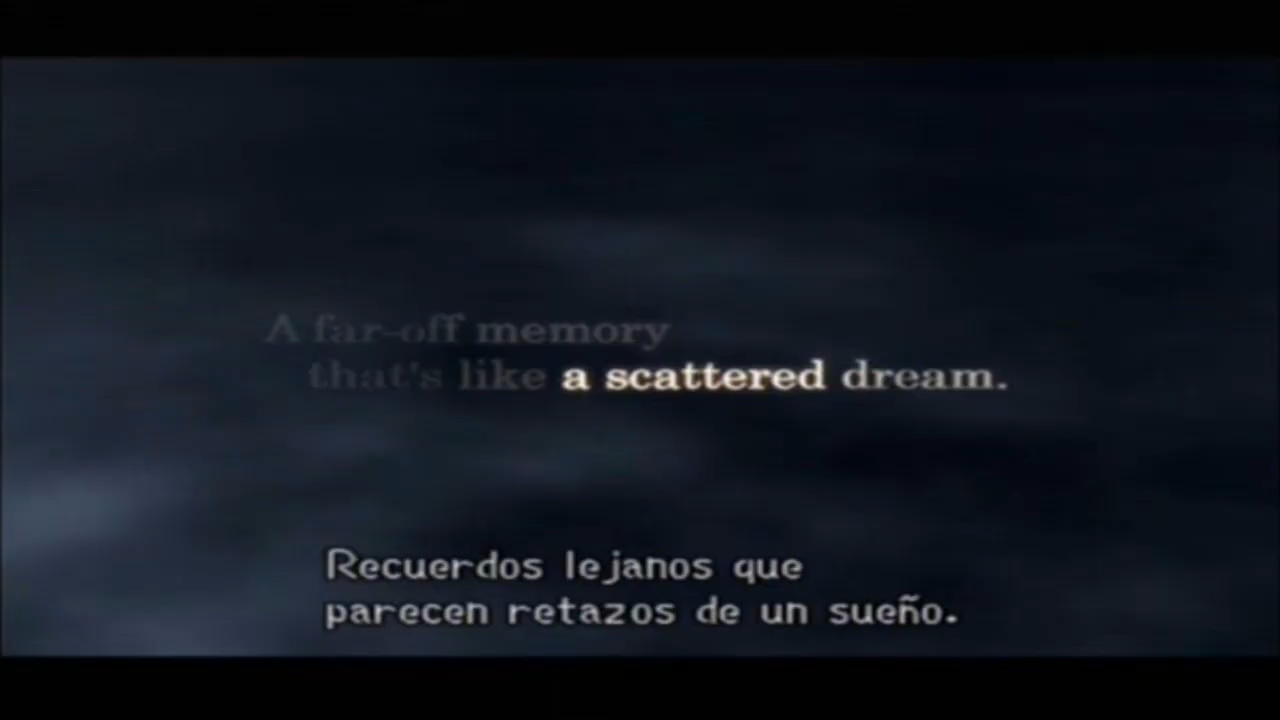 A far-off memory
that's like a scattered dream.
Recuerdos lejanos que
parecen retazos de un sueño.